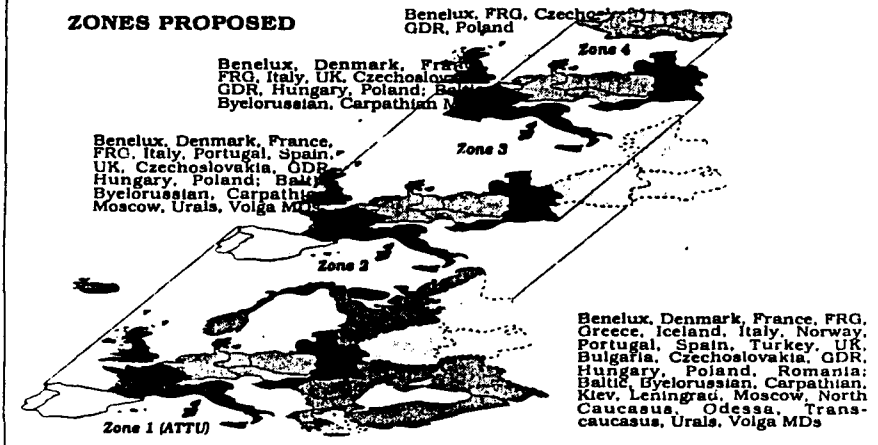 ZONES PROPOSED
Benelux, FRG,
GDR, Poland
Zone 4
Benelux, Denmark,
FRG, Italy, UK,
GDR, Hungary, Poland;
Byelorussian, Carpathian
Zone 3
Benelux, Denmark, France,
FRG, Italy, Portugal, Spain,
UK, Czechoslovakia, GDR,
Hungary, Poland;
Byelorussian,
Moscow, Urals, Volga
Zone 2
Benelux, Denmark, France, FRG,
Greece, Iceland, Italy, Norway,
Portugal, Spain, Turkey, UK,
Bulgaria, Czechoslovakia, GDR,
Hungary, Poland, Romania;
Baltic, Byelorussian, Carpathian,
Kiev, Leningrad, Moscow, North
Caucasus, Odessa, Trans-
caucasus, Urals, Volga MDs
Zone 1 (ATTU)